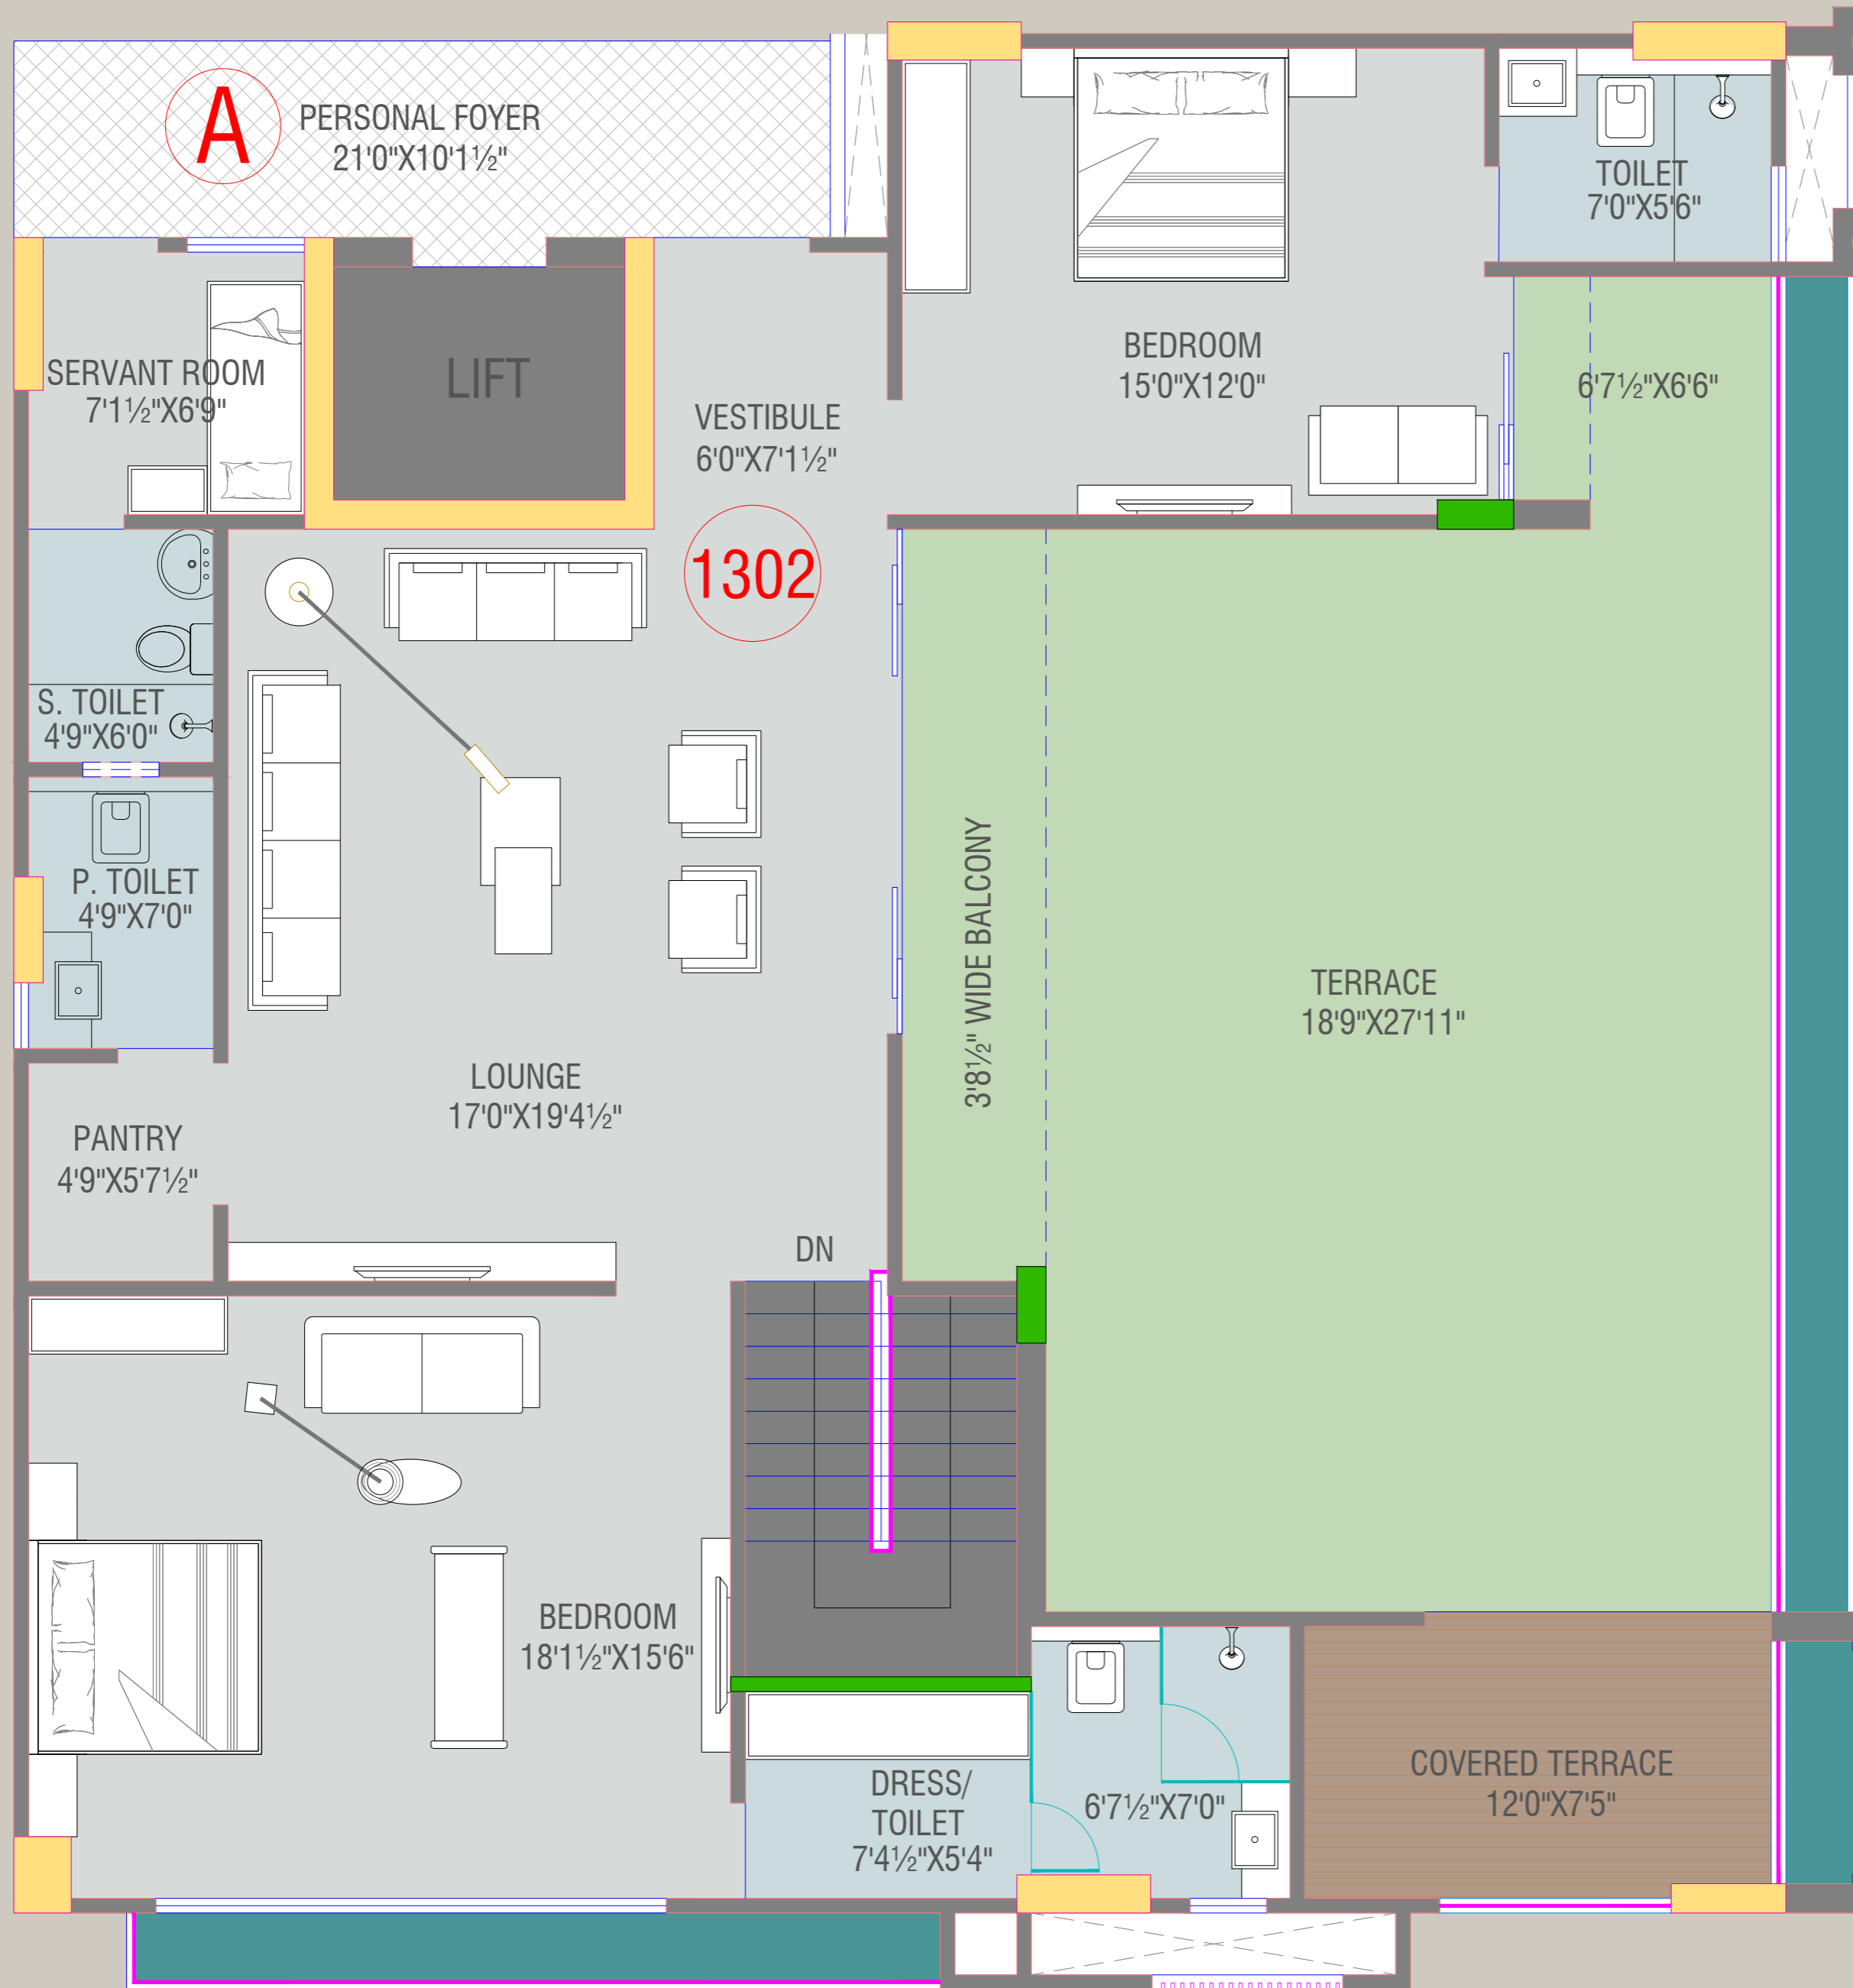 A
PERSONAL FOYER
21'0"X10'1½"
TOILET
7'0"X5'6"
SERVANT ROOM
7'1½"X6'9"
LIFT
VESTIBULE
6'0"X7'1½"
BEDROOM
15'0"X12'0"
6'7½"X6'6"
1302
S. TOILET
4'9"X6'0"
P. TOILET
4'9"X7'0"
3'8½" WIDE BALCONY
TERRACE
18'9"X27'11"
LOUNGE
17'0"X19'4½"
PANTRY
4'9"X5'7½"
DN
BEDROOM
18'1½"X15'6"
DRESS/
TOILET
7'4½"X5'4"
6'7½"X7'0"
COVERED TERRACE
12'0"X7'5"